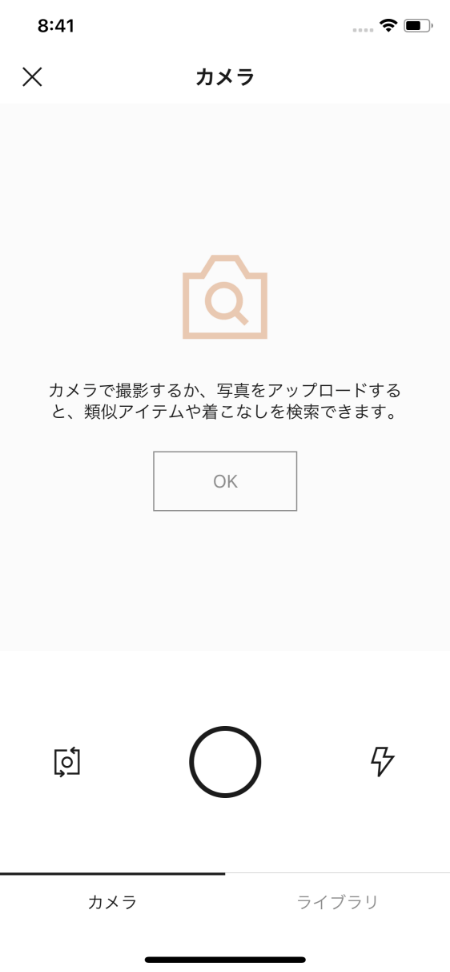 8:41
カメラ
カメラで撮影するか、写真をアップロードする
と、類似アイテムや着こなしを検索できます。
OK
カメラ
ライブラリ